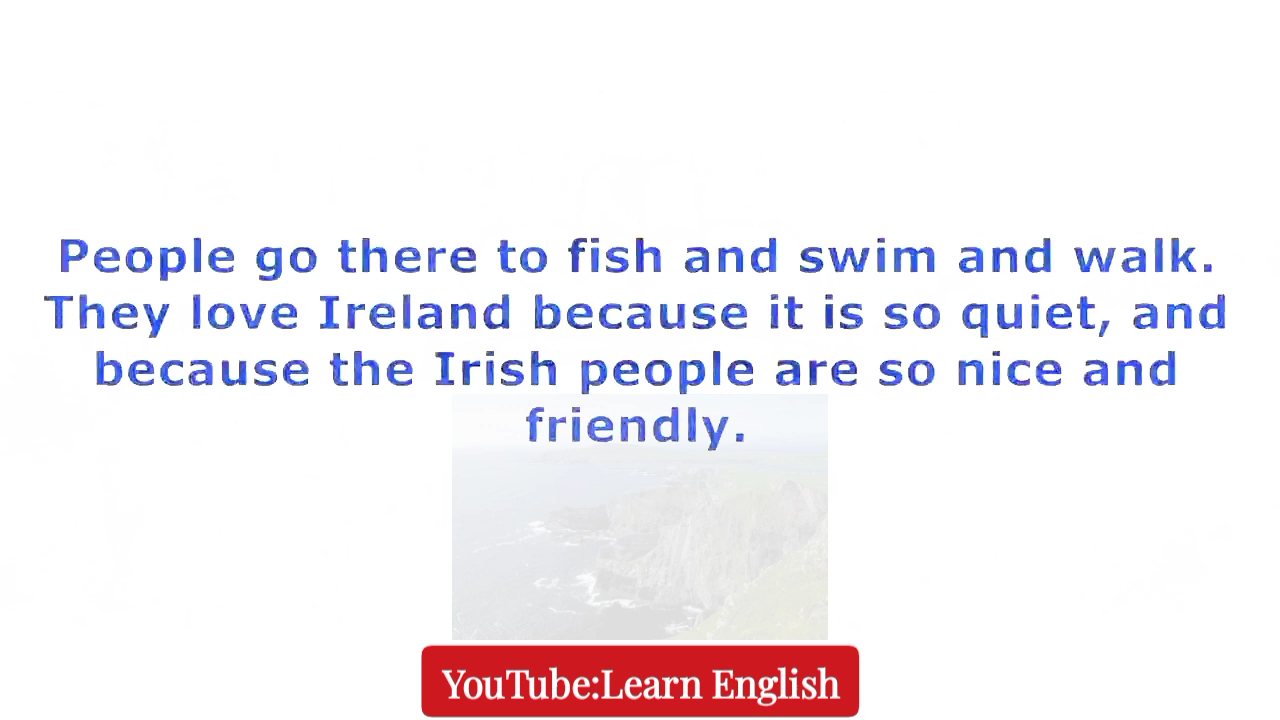 People go there to fish and swim and walk.
They love Ireland because it is so quiet, and
because the Irish people are so nice and
friendly.
YouTube:Learn English